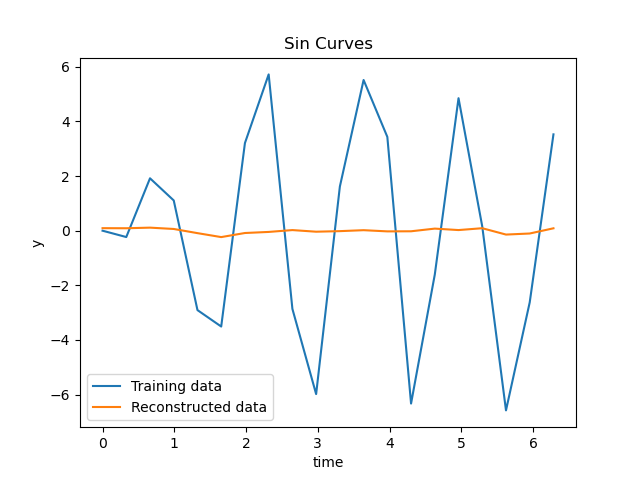 Sin Curves
6
4
2
0
−2
−4
−6
y
Training data
Reconstructed data
0 1 2 3 4 5 6
time